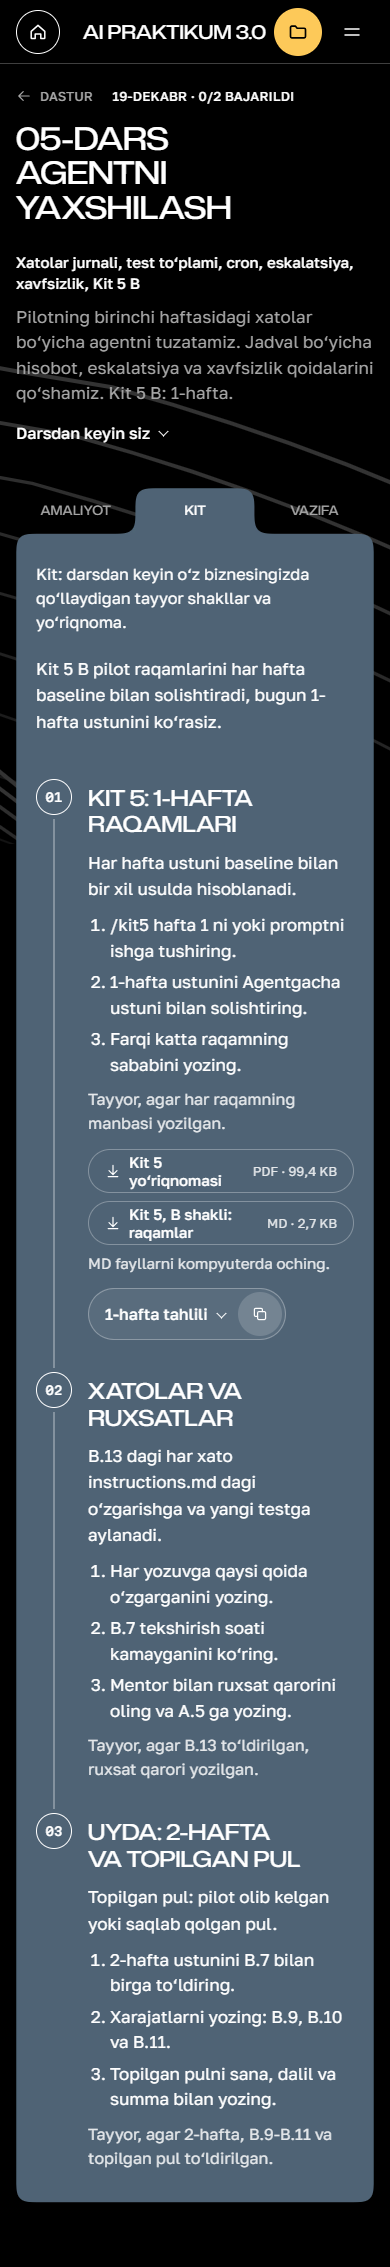 AI PRAKTIKUM 3.0
← DASTUR 19-DEKABR · 0/2 BAJARILDI
05-DARS
AGENTNI
YAXSHILASH
Xatolar jurnali, test to‘plami, cron, eskalatsiya,
xavfsizlik, Kit 5 B
Pilotning birinchi haftasidagi xatolar
bo‘yicha agentni tuzatamiz. Jadval bo‘yicha
hisobot, eskalatsiya va xavfsizlik qoidalarini
qo‘shamiz. Kit 5 B: 1-hafta.
Darsdan keyin siz
AMALIYOT KIT VAZIFA
Kit: darsdan keyin o‘z biznesingizda
qo‘llaydigan tayyor shakllar va
yo‘riqnoma.
Kit 5 B pilot raqamlarini har hafta
baseline bilan solishtiradi, bugun 1-
hafta ustunini ko‘rasiz.
01 KIT 5: 1-HAFTA
RAQAMLARI
Har hafta ustuni baseline bilan
bir xil usulda hisoblanadi.
1. /kit5 hafta 1 ni yoki promptni
ishga tushiring.
2. 1-hafta ustunini Agentgacha
ustuni bilan solishtiring.
3. Farqi katta raqamning
sababini yozing.
Tayyor, agar har raqamning
manbasi yozilgan.
Kit 5
yo‘riqnomasi PDF · 99,4 KB
Kit 5, B shakli:
raqamlar MD · 2,7 KB
MD fayllarni kompyuterda oching.
1-hafta tahlili
02 XATOLAR VA
RUXSATLAR
B.13 dagi har xato
instructions.md dagi
o‘zgarishga va yangi testga
aylanadi.
1. Har yozuvga qaysi qoida
o‘zgarganini yozing.
2. B.7 tekshirish soati
kamayganini ko‘ring.
3. Mentor bilan ruxsat qarorini
oling va A.5 ga yozing.
Tayyor, agar B.13 to‘ldirilgan,
ruxsat qarori yozilgan.
03 UYDA: 2-HAFTA
VA TOPILGAN PUL
Topilgan pul: pilot olib kelgan
yoki saqlab qolgan pul.
1. 2-hafta ustunini B.7 bilan
birga to‘ldiring.
2. Xarajatlarni yozing: B.9, B.10
va B.11.
3. Topilgan pulni sana, dalil va
summa bilan yozing.
Tayyor, agar 2-hafta, B.9-B.11 va
topilgan pul to‘ldirilgan.